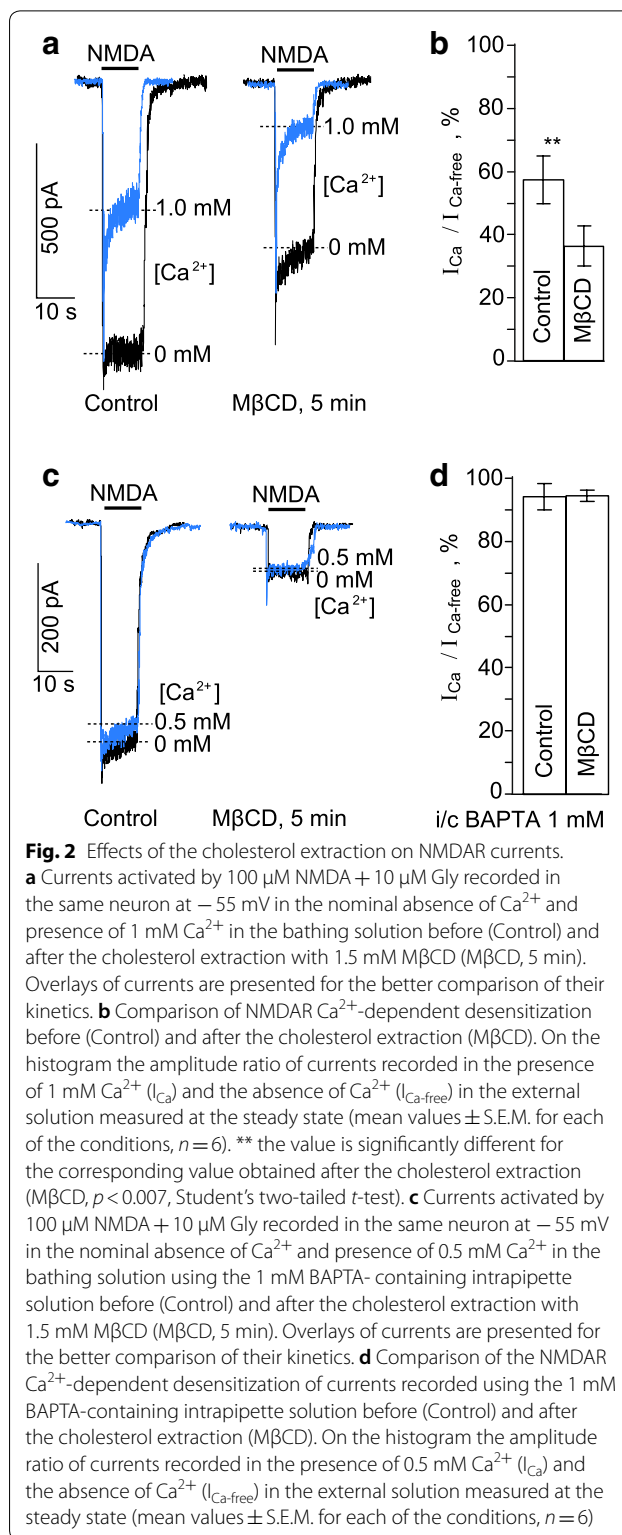 a
NMDA
NMDA
1.0 mM
1.0 mM
[Ca²⁺]
[Ca²⁺]
0 mM
0 mM
500 pA
10 s
Control
MβCD, 5 min
b
100
80
60
40
20
0
I_Ca / I_Ca-free , %
**
Control
MβCD
c
NMDA
NMDA
0.5 mM
0 mM
[Ca²⁺]
200 pA
10 s
[Ca²⁺]
0.5 mM
0 mM
Control
MβCD, 5 min
d
100
80
60
40
20
0
I_Ca / I_Ca-free , %
Control
MβCD
i/c BAPTA 1 mM
Fig. 2 Effects of the cholesterol extraction on NMDAR currents.
a Currents activated by 100 μM NMDA + 10 μM Gly recorded in
the same neuron at − 55 mV in the nominal absence of Ca²⁺ and
presence of 1 mM Ca²⁺ in the bathing solution before (Control) and
after the cholesterol extraction with 1.5 mM MβCD (MβCD, 5 min).
Overlays of currents are presented for the better comparison of their
kinetics. b Comparison of NMDAR Ca²⁺-dependent desensitization
before (Control) and after the cholesterol extraction (MβCD). On the
histogram the amplitude ratio of currents recorded in the presence
of 1 mM Ca²⁺ (I_Ca) and the absence of Ca²⁺ (I_Ca-free) in the external
solution measured at the steady state (mean values ± S.E.M. for each
of the conditions, n = 6). ** the value is significantly different for
the corresponding value obtained after the cholesterol extraction
(MβCD, p < 0.007, Student's two-tailed t-test). c Currents activated by
100 μM NMDA + 10 μM Gly recorded in the same neuron at − 55 mV
in the nominal absence of Ca²⁺ and presence of 0.5 mM Ca²⁺ in the
bathing solution using the 1 mM BAPTA- containing intrapipette
solution before (Control) and after the cholesterol extraction with
1.5 mM MβCD (MβCD, 5 min). Overlays of currents are presented for
the better comparison of their kinetics. d Comparison of the NMDAR
Ca²⁺-dependent desensitization of currents recorded using the 1 mM
BAPTA-containing intrapipette solution before (Control) and after
the cholesterol extraction (MβCD). On the histogram the amplitude
ratio of currents recorded in the presence of 0.5 mM Ca²⁺ (I_Ca) and
the absence of Ca²⁺ (I_Ca-free) in the external solution measured at the
steady state (mean values ± S.E.M. for each of the conditions, n = 6)